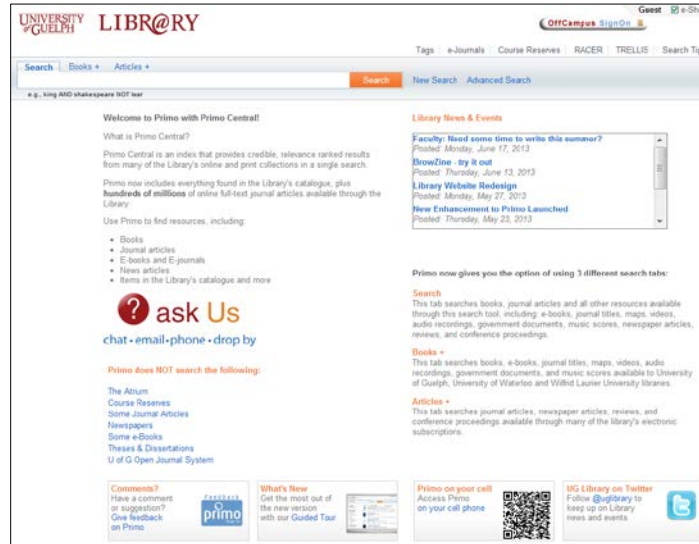 Guest e-Sh
UNIVERSITY of GUELPH
LIBR@RY
OffCampus SignOn
Tags e-Journals Course Reserves RACER TRELLIS Search Tip
Search Books + Articles +
Search New Search Advanced Search
e.g., king AND shakespeare NOT lear
Welcome to Primo with Primo Central!
What is Primo Central?
Primo Central is an index that provides credible, relevance ranked results
from many of the Library's online and print collections in a single search.
Primo now includes everything found in the Library's catalogue, plus
hundreds of millions of online full-text journal articles available through the
Library
Use Primo to find resources, including:
• Books
• Journal articles
• E-books and E-journals
• News articles
• Items in the Library's catalogue and more
? ask Us
chat • email • phone • drop by
Primo does NOT search the following:
The Atrium
Course Reserves
Some Journal Articles
Newspapers
Some e-Books
Theses & Dissertations
U of G Open Journal System
Library News & Events
Faculty: Need some time to write this summer?
Posted: Monday, June 17, 2013
BrowZine - try it out
Posted: Thursday, June 13, 2013
Library Website Redesign
Posted: Monday, May 27, 2013
New Enhancement to Primo Launched
Posted: Thursday, May 23, 2013
Primo now gives you the option of using 3 different search tabs:
Search
This tab searches books, journal articles and all other resources available
through this search tool, including: e-books, journal titles, maps, videos,
audio recordings, government documents, music scores, newspaper articles,
reviews, and conference proceedings.
Books +
This tab searches books, e-books, journal titles, maps, videos, audio
recordings, government documents, and music scores available to University
of Guelph, University of Waterloo and Wilfrid Laurier University libraries.
Articles +
This tab searches journal articles, newspaper articles, reviews, and
conference proceedings available through many of the library's electronic
subscriptions.
Comments?
Have a comment
or suggestion?
Give feedback
on Primo
Feedback
primo
What's New
Get the most out of
the new version
with our Guided Tour
Primo on your cell
Access Primo
on your cell phone
UG Library on Twitter
Follow @uglibrary to
keep up on Library
news and events